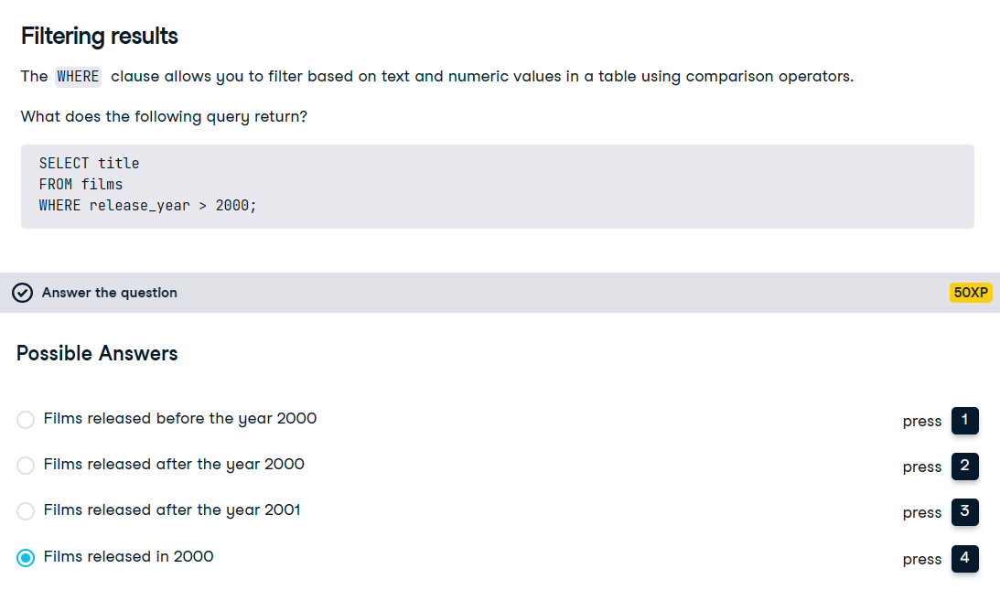 Filtering results
The WHERE clause allows you to filter based on text and numeric values in a table using comparison operators.
What does the following query return?
SELECT title
FROM films
WHERE release_year > 2000;
Answer the question 50XP
Possible Answers
Films released before the year 2000 press 1
Films released after the year 2000 press 2
Films released after the year 2001 press 3
Films released in 2000 press 4